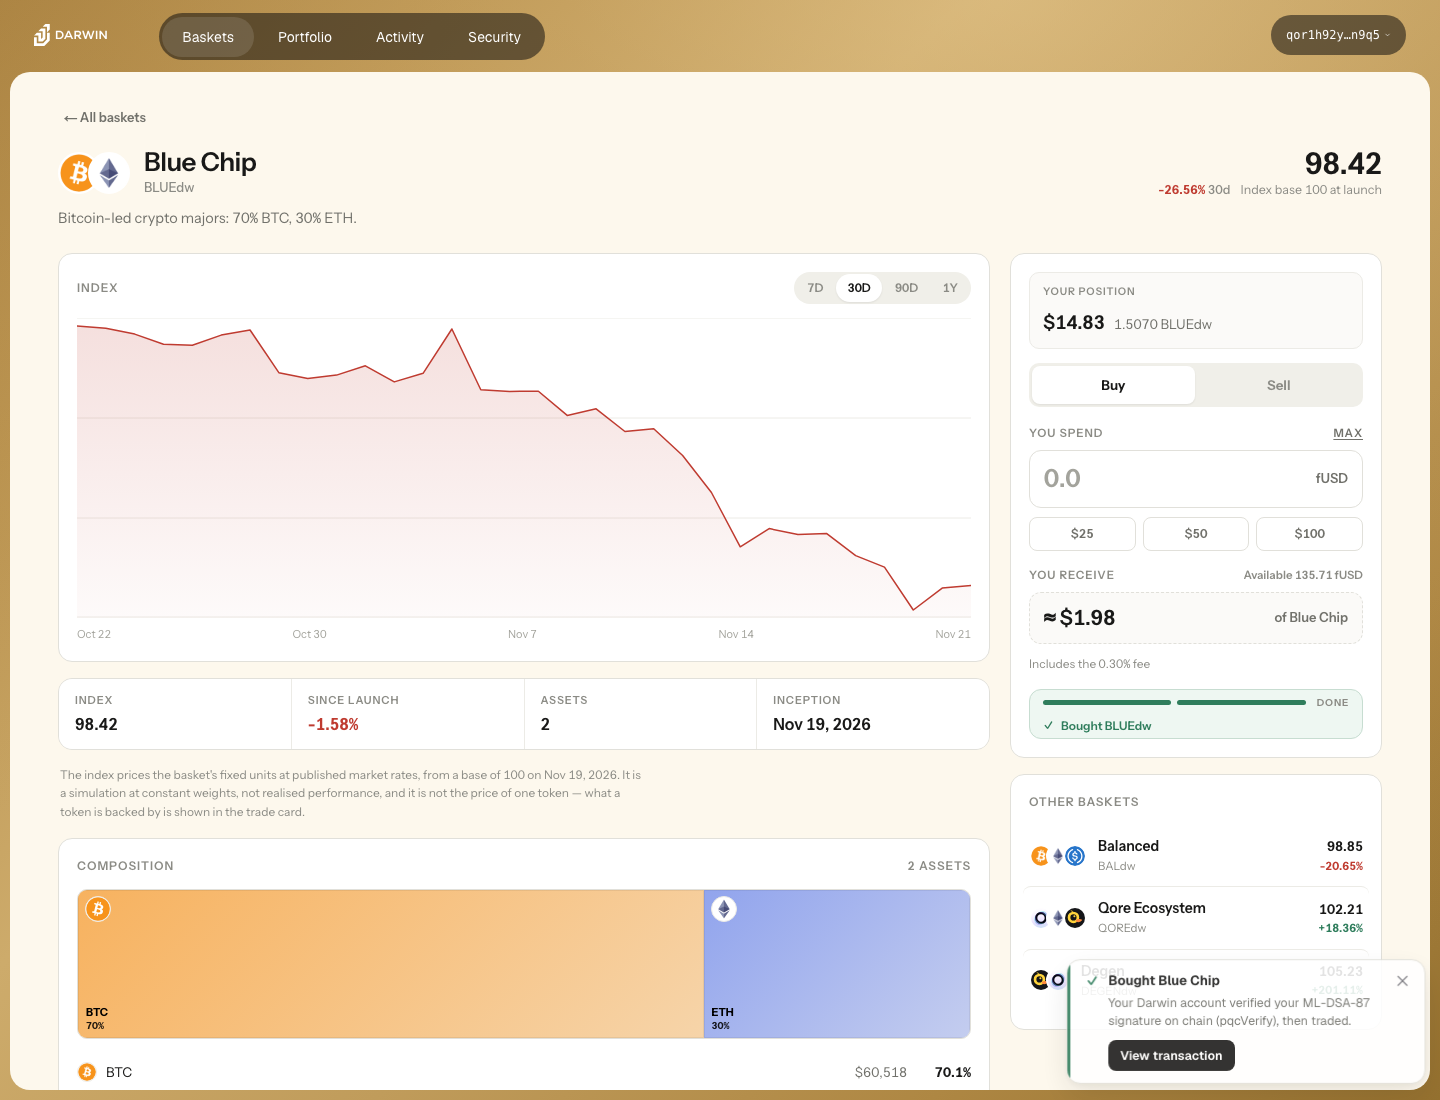 DARWIN
Baskets
Portfolio
Activity
Security
qor1h92y…n9q5
← All baskets
Blue Chip
BLUEdw
98.42
-26.56% 30d Index base 100 at launch
Bitcoin-led crypto majors: 70% BTC, 30% ETH.
INDEX
7D
30D
90D
1Y
Oct 22
Oct 30
Nov 7
Nov 14
Nov 21
INDEX
98.42
SINCE LAUNCH
-1.58%
ASSETS
2
INCEPTION
Nov 19, 2026
The index prices the basket's fixed units at published market rates, from a base of 100 on Nov 19, 2026. It is
a simulation at constant weights, not realised performance, and it is not the price of one token — what a
token is backed by is shown in the trade card.
COMPOSITION
2 ASSETS
BTC
70%
ETH
30%
BTC
$60,518
70.1%
YOUR POSITION
$14.83 1.5070 BLUEdw
Buy
Sell
YOU SPEND
MAX
0.0
fUSD
$25
$50
$100
YOU RECEIVE
Available 135.71 fUSD
≈ $1.98
of Blue Chip
Includes the 0.30% fee
DONE
✓ Bought BLUEdw
OTHER BASKETS
Balanced
BALdw
98.85
-20.65%
Qore Ecosystem
QOREdw
102.21
+18.36%
Degen
105.23
+201.11%
✓ Bought Blue Chip
Your Darwin account verified your ML-DSA-87
signature on chain (pqcVerify), then traded.
View transaction